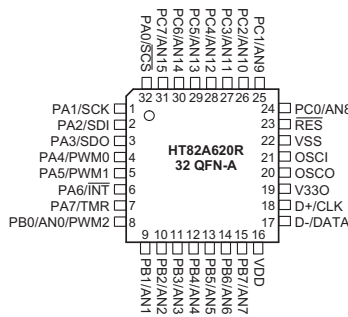 PA0/SCS
PC7/AN15
PC6/AN14
PC5/AN13
PC4/AN12
PC3/AN11
PC2/AN10
PC1/AN9
32 31 30 29 28 27 26 25
PA1/SCK 1
PA2/SDI 2
PA3/SDO 3
PA4/PWM0 4
PA5/PWM1 5
PA6/INT 6
PA7/TMR 7
PB0/AN0/PWM2 8
HT82A620R
32 QFN-A
24 PC0/AN8
23 RES
22 VSS
21 OSCI
20 OSCO
19 V33O
18 D+/CLK
17 D-/DATA
9 10 11 12 13 14 15 16
PB1/AN1
PB2/AN2
PB3/AN3
PB4/AN4
PB5/AN5
PB6/AN6
PB7/AN7
VDD